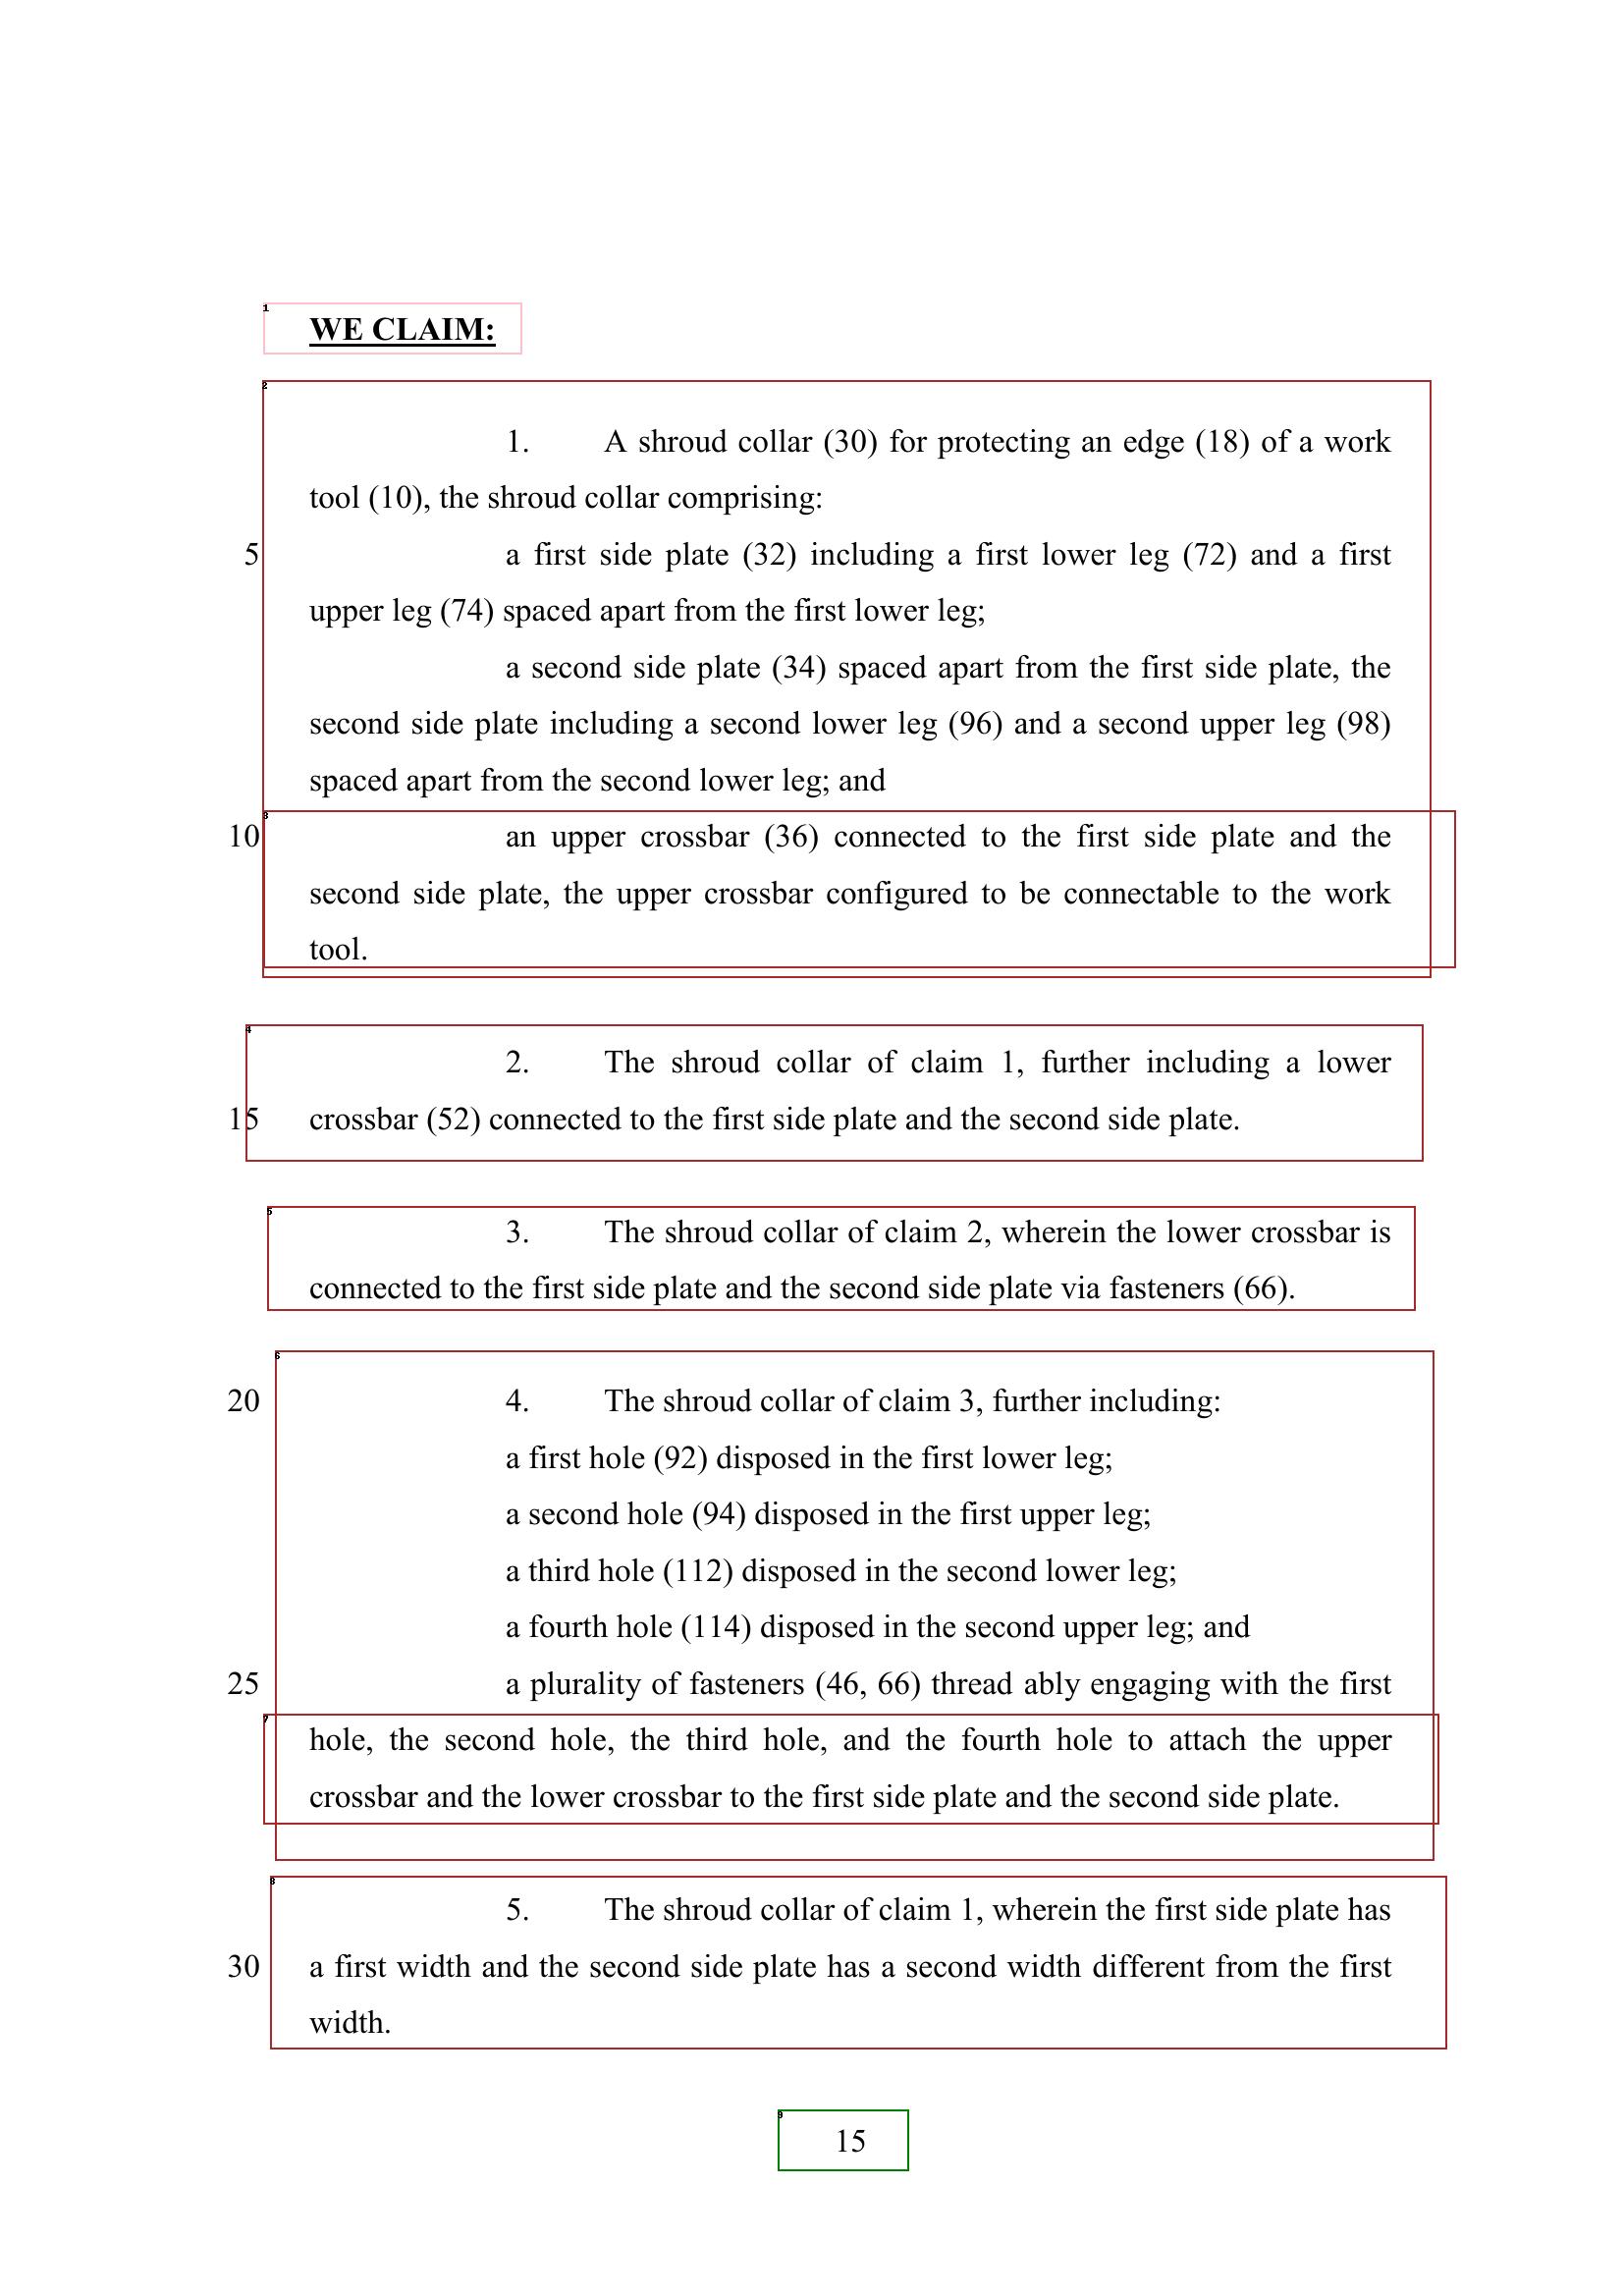 WE CLAIM:
1. A shroud collar (30) for protecting an edge (18) of a work
tool (10), the shroud collar comprising:
5 a first side plate (32) including a first lower leg (72) and a first
upper leg (74) spaced apart from the first lower leg;
a second side plate (34) spaced apart from the first side plate, the
second side plate including a second lower leg (96) and a second upper leg (98)
spaced apart from the second lower leg; and
10 an upper crossbar (36) connected to the first side plate and the
second side plate, the upper crossbar configured to be connectable to the work
tool.
2. The shroud collar of claim 1, further including a lower
15 crossbar (52) connected to the first side plate and the second side plate.
3. The shroud collar of claim 2, wherein the lower crossbar is
connected to the first side plate and the second side plate via fasteners (66).
20 4. The shroud collar of claim 3, further including:
a first hole (92) disposed in the first lower leg;
a second hole (94) disposed in the first upper leg;
a third hole (112) disposed in the second lower leg;
a fourth hole (114) disposed in the second upper leg; and
25 a plurality of fasteners (46, 66) thread ably engaging with the first
hole, the second hole, the third hole, and the fourth hole to attach the upper
crossbar and the lower crossbar to the first side plate and the second side plate.
5. The shroud collar of claim 1, wherein the first side plate has
30 a first width and the second side plate has a second width different from the first
width.
15